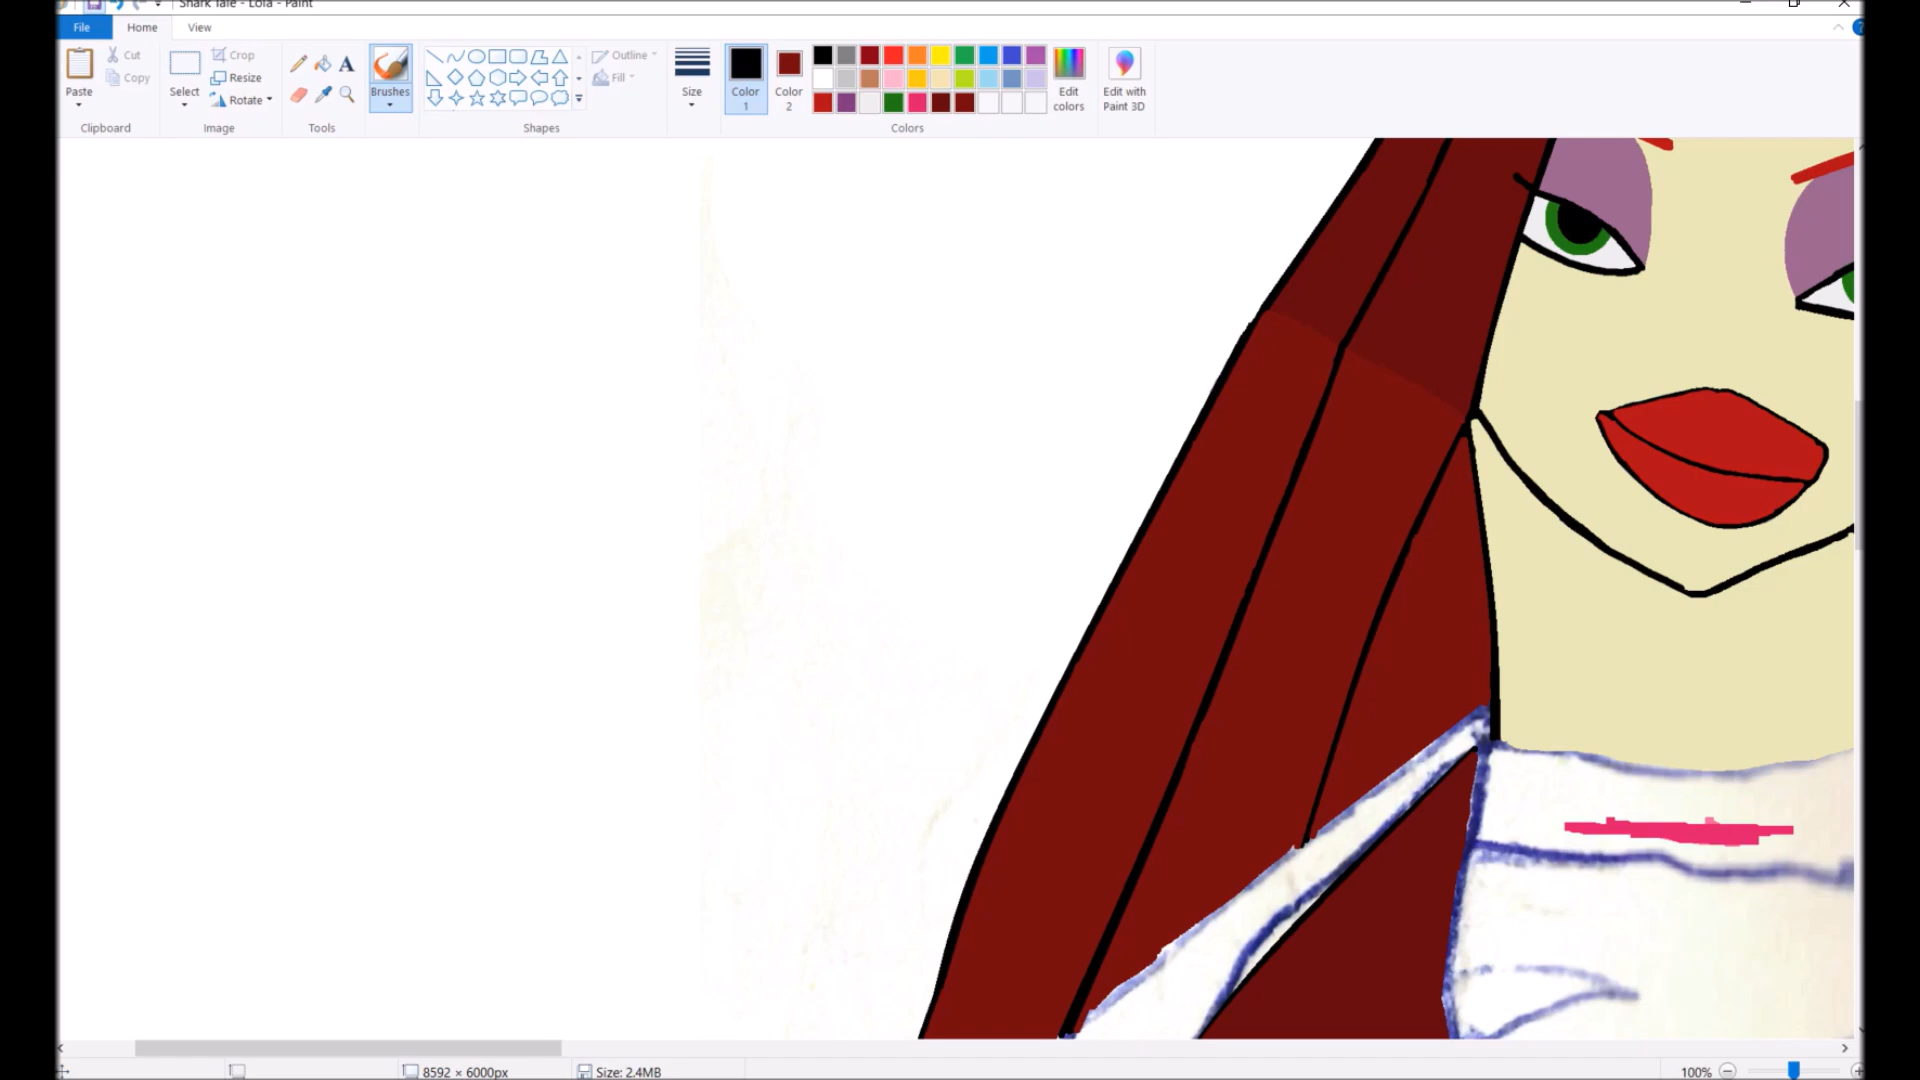 Shark Tale - Lola - Paint
File Home View
Paste
Cut
Copy
Clipboard
Select
Crop
Resize
Rotate
Image
A
Tools
Brushes
Shapes
Outline
Fill
Size
Color 1
Color 2
Edit colors
Colors
Edit with Paint 3D
8592 × 6000px
Size: 2.4MB
100%